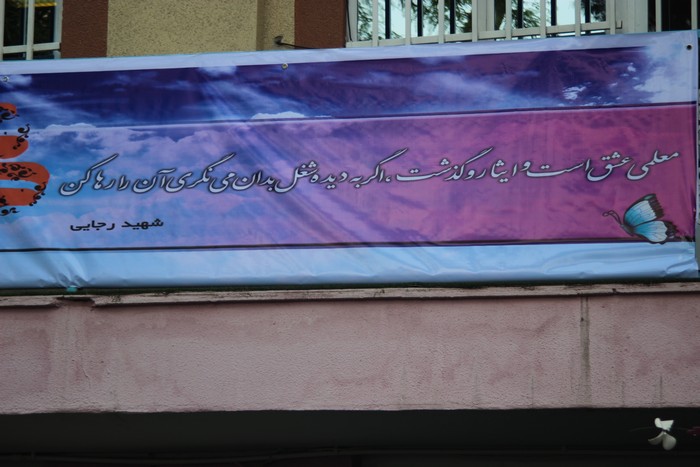 معلمی عشق است و ایثار و گذشت ، اگر به دیده شغل بدان می نگری آن را رها کن
شهید رجایی